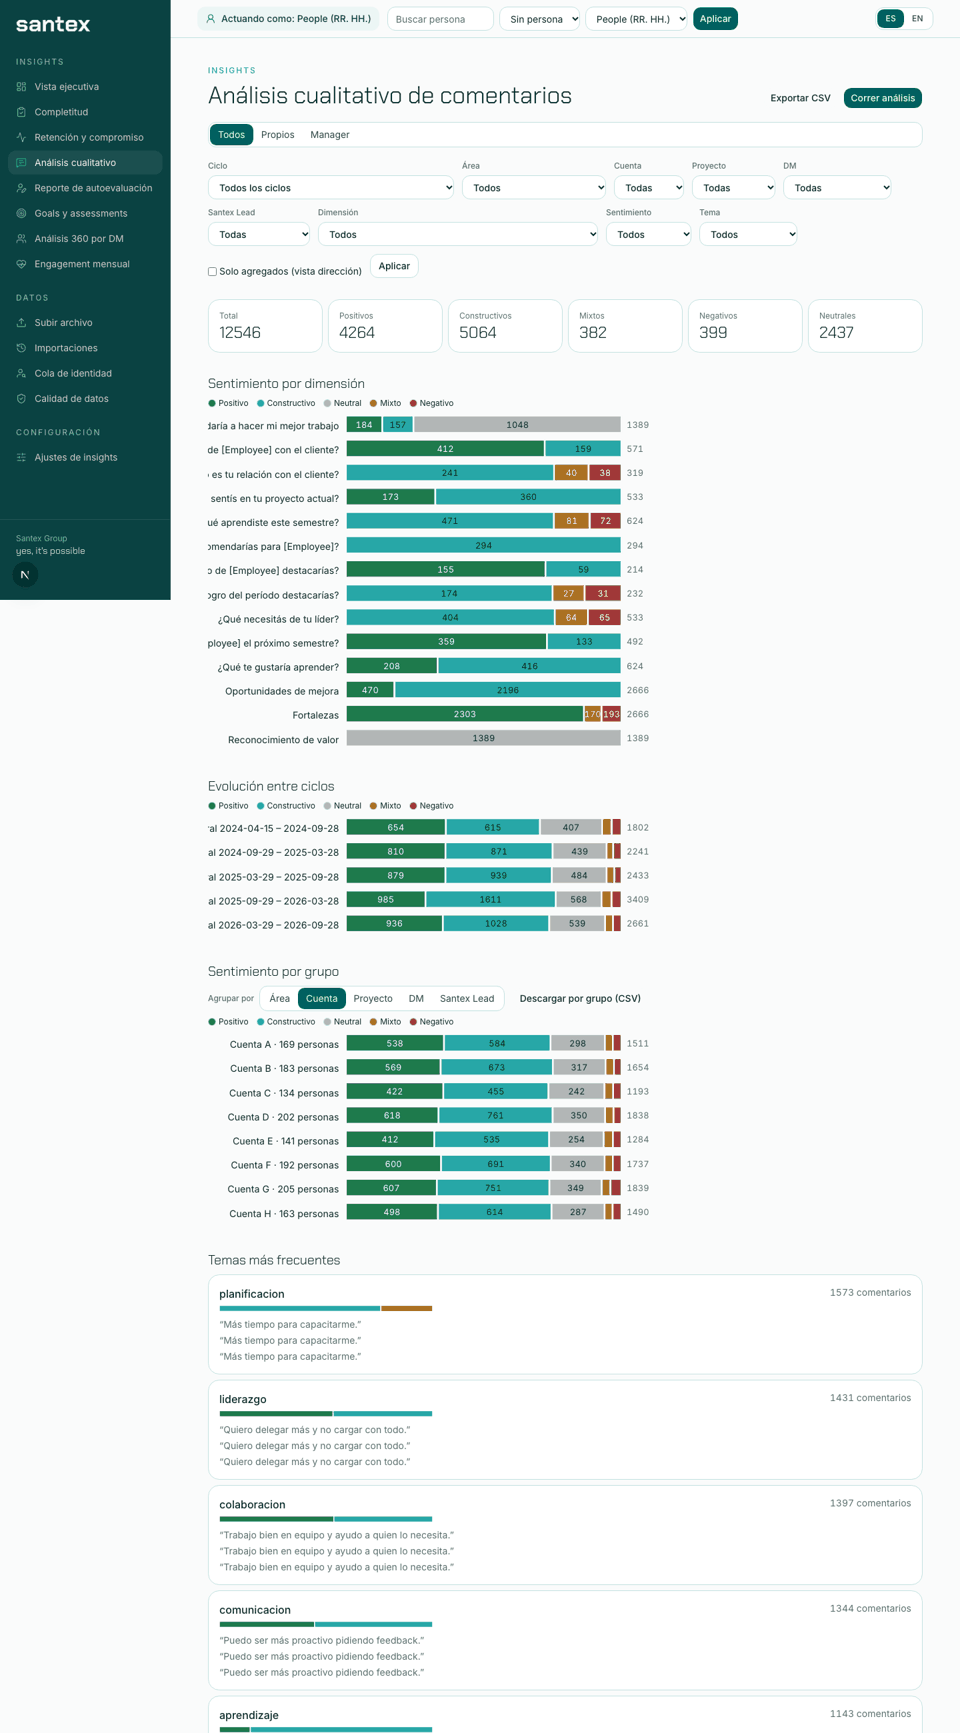 santex
INSIGHTS
Vista ejecutiva
Completitud
Retención y compromiso
Análisis cualitativo
Reporte de autoevaluación
Goals y assessments
Análisis 360 por DM
Engagement mensual
DATOS
Subir archivo
Importaciones
Cola de identidad
Calidad de datos
CONFIGURACIÓN
Ajustes de insights
Santex Group
yes, it's possible
N
Actuando como: People (RR. HH.)
Buscar persona
Sin persona
People (RR. HH.)
Aplicar
ES EN
INSIGHTS
Análisis cualitativo de comentarios
Exportar CSV
Correr análisis
Todos Propios Manager
Ciclo Área Cuenta Proyecto DM
Todos los ciclos Todos Todas Todas Todas
Santex Lead Dimensión Sentimiento Tema
Todas Todos Todos Todos
Solo agregados (vista dirección) Aplicar
Total Positivos Constructivos Mixtos Negativos Neutrales
12546 4264 5064 382 399 2437
Sentimiento por dimensión
Positivo Constructivo Neutral Mixto Negativo
daría a hacer mi mejor trabajo 184 157 1048 1389
de [Employee] con el cliente? 412 159 571
es tu relación con el cliente? 241 40 38 319
sentís en tu proyecto actual? 173 360 533
ué aprendiste este semestre? 471 81 72 624
omendarías para [Employee]? 294 294
o de [Employee] destacarías? 155 59 214
ogro del período destacarías? 174 27 31 232
¿Qué necesitás de tu líder? 404 64 65 533
ployee] el próximo semestre? 359 133 492
¿Qué te gustaría aprender? 208 416 624
Oportunidades de mejora 470 2196 2666
Fortalezas 2303 170 193 2666
Reconocimiento de valor 1389 1389
Evolución entre ciclos
Positivo Constructivo Neutral Mixto Negativo
al 2024-04-15 – 2024-09-28 654 615 407 1802
al 2024-09-29 – 2025-03-28 810 871 439 2241
al 2025-03-29 – 2025-09-28 879 939 484 2433
al 2025-09-29 – 2026-03-28 985 1611 568 3409
al 2026-03-29 – 2026-09-28 936 1028 539 2661
Sentimiento por grupo
Agrupar por Área Cuenta Proyecto DM Santex Lead Descargar por grupo (CSV)
Positivo Constructivo Neutral Mixto Negativo
Cuenta A · 169 personas 538 584 298 1511
Cuenta B · 183 personas 569 673 317 1654
Cuenta C · 134 personas 422 455 242 1193
Cuenta D · 202 personas 618 761 350 1838
Cuenta E · 141 personas 412 535 254 1284
Cuenta F · 192 personas 600 691 340 1737
Cuenta G · 205 personas 607 751 349 1839
Cuenta H · 163 personas 498 614 287 1490
Temas más frecuentes
planificacion 1573 comentarios
“Más tiempo para capacitarme.”
“Más tiempo para capacitarme.”
“Más tiempo para capacitarme.”
liderazgo 1431 comentarios
“Quiero delegar más y no cargar con todo.”
“Quiero delegar más y no cargar con todo.”
“Quiero delegar más y no cargar con todo.”
colaboracion 1397 comentarios
“Trabajo bien en equipo y ayudo a quien lo necesita.”
“Trabajo bien en equipo y ayudo a quien lo necesita.”
“Trabajo bien en equipo y ayudo a quien lo necesita.”
comunicacion 1344 comentarios
“Puedo ser más proactivo pidiendo feedback.”
“Puedo ser más proactivo pidiendo feedback.”
“Puedo ser más proactivo pidiendo feedback.”
aprendizaje 1143 comentarios